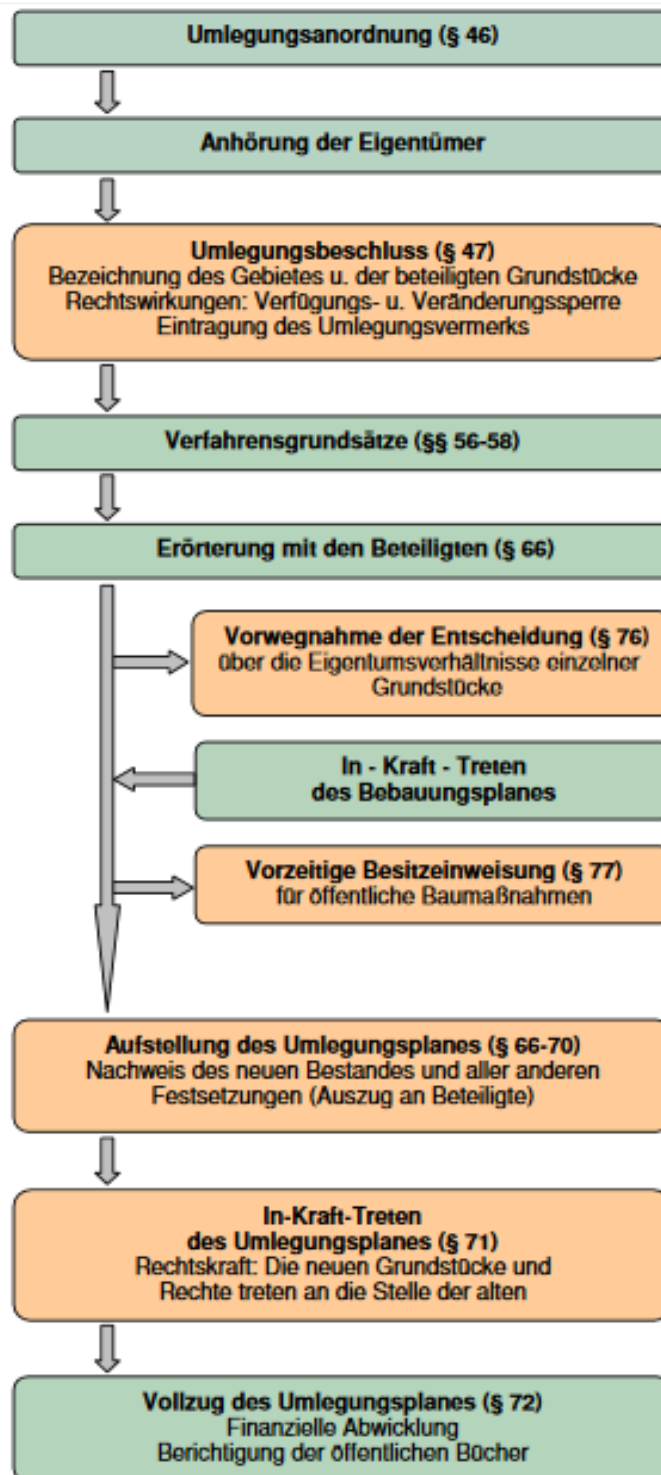 Umlegungsanordnung (§ 46)
Anhörung der Eigentümer
Umlegungsbeschluss (§ 47)
Bezeichnung des Gebietes u. der beteiligten Grundstücke
Rechtswirkungen: Verfügungs- u. Veränderungssperre
Eintragung des Umlegungsvermerks
Verfahrensgrundsätze (§§ 56-58)
Erörterung mit den Beteiligten (§ 66)
Vorwegnahme der Entscheidung (§ 76)
über die Eigentumsverhältnisse einzelner
Grundstücke
In - Kraft - Treten
des Bebauungsplanes
Vorzeitige Besitzeinweisung (§ 77)
für öffentliche Baumaßnahmen
Aufstellung des Umlegungsplanes (§ 66-70)
Nachweis des neuen Bestandes und aller anderen
Festsetzungen (Auszug an Beteiligte)
In-Kraft-Treten
des Umlegungsplanes (§ 71)
Rechtskraft: Die neuen Grundstücke und
Rechte treten an die Stelle der alten
Vollzug des Umlegungsplanes (§ 72)
Finanzielle Abwicklung
Berichtigung der öffentlichen Bücher